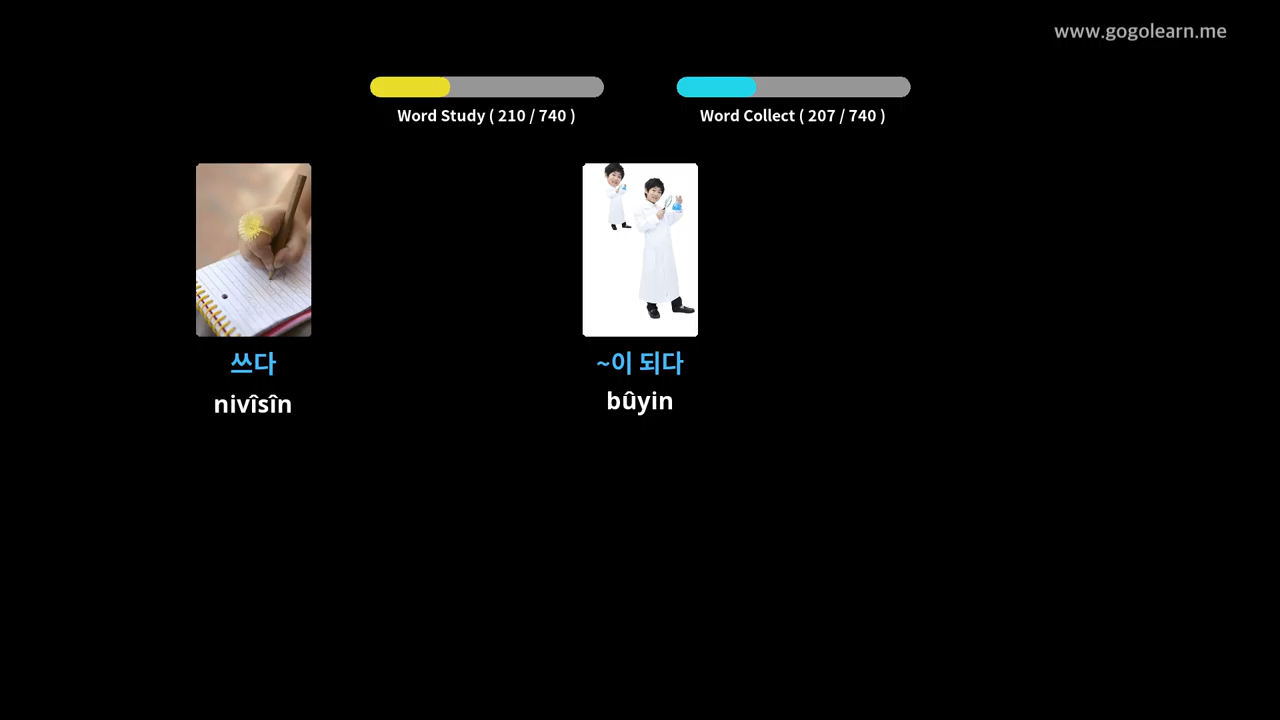 www.gogolearn.me
Word Study ( 210 / 740 )
Word Collect ( 207 / 740 )
쓰다
nivîsîn
~이 되다
bûyin